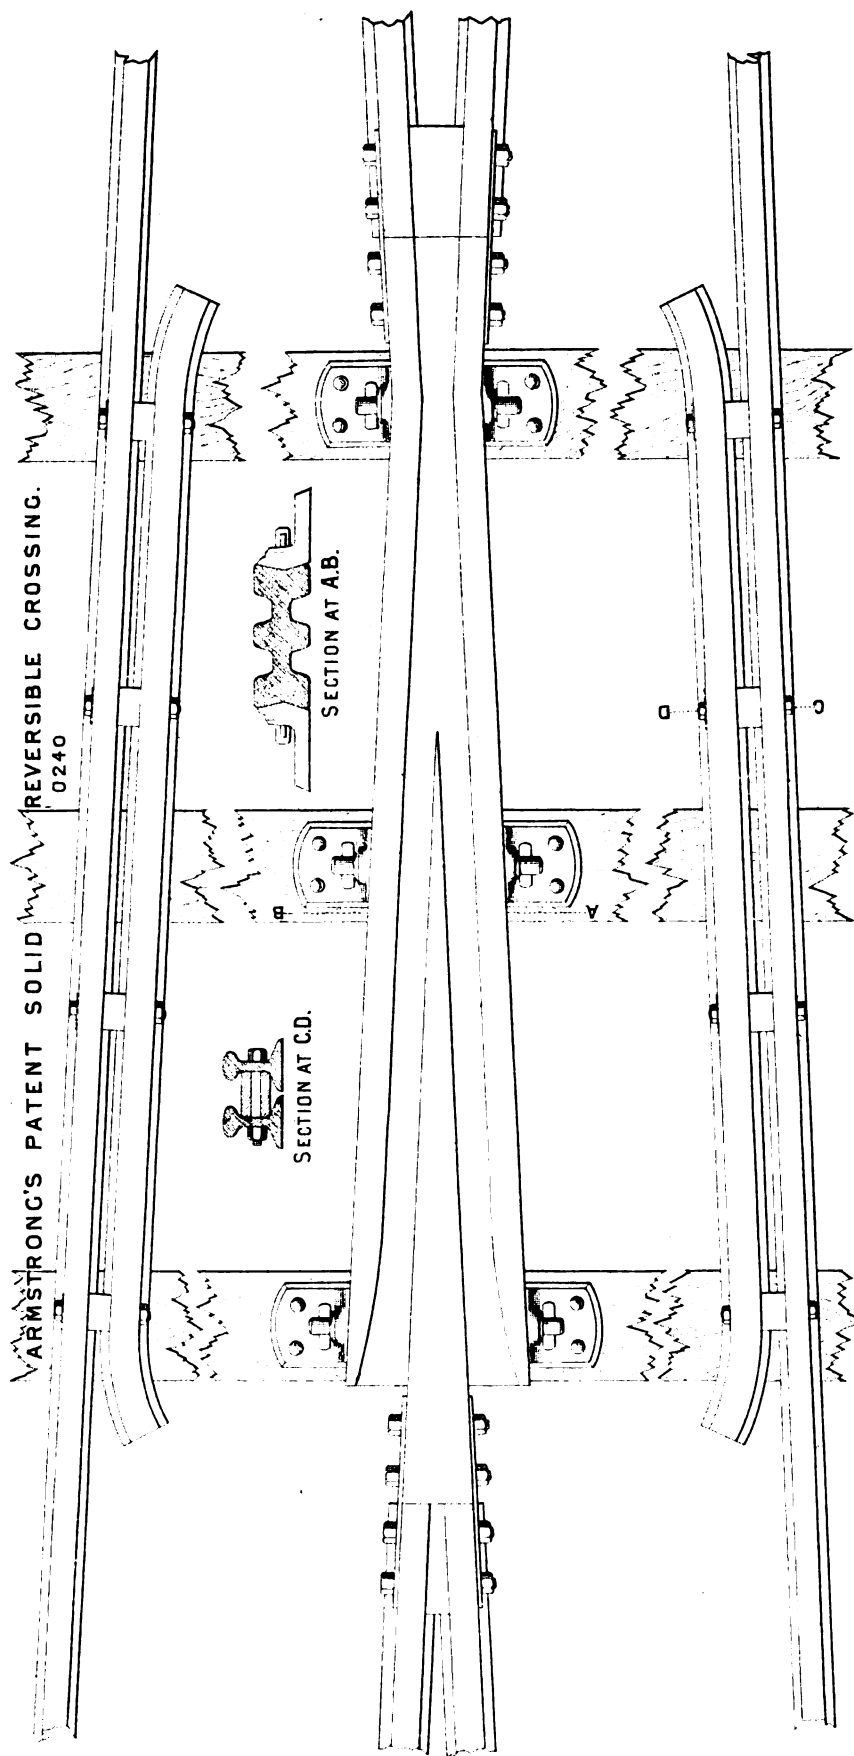 ARMSTRONG'S PATENT SOLID REVERSIBLE CROSSING.
0240
SECTION AT C.D.
SECTION AT A.B.
B
A
D
C